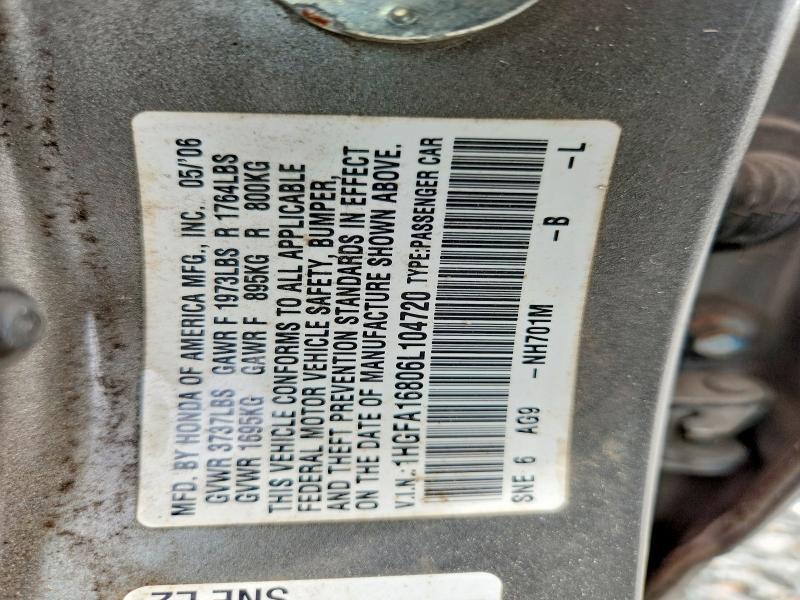 MFD. BY HONDA OF AMERICA MFG., INC. 05/'06
GVWR 3737LBS GAWR F 1973LBS R 1764LBS
GVWR 1695KG GAWR F 895KG R 800KG
THIS VEHICLE CONFORMS TO ALL APPLICABLE
FEDERAL MOTOR VEHICLE SAFETY, BUMPER,
AND THEFT PREVENTION STANDARDS IN EFFECT
ON THE DATE OF MANUFACTURE SHOWN ABOVE.
V.I.N.:1HGFA16806L104720 TYPE:PASSENGER CAR
SNE 6 AG9 -NH701M -B -L